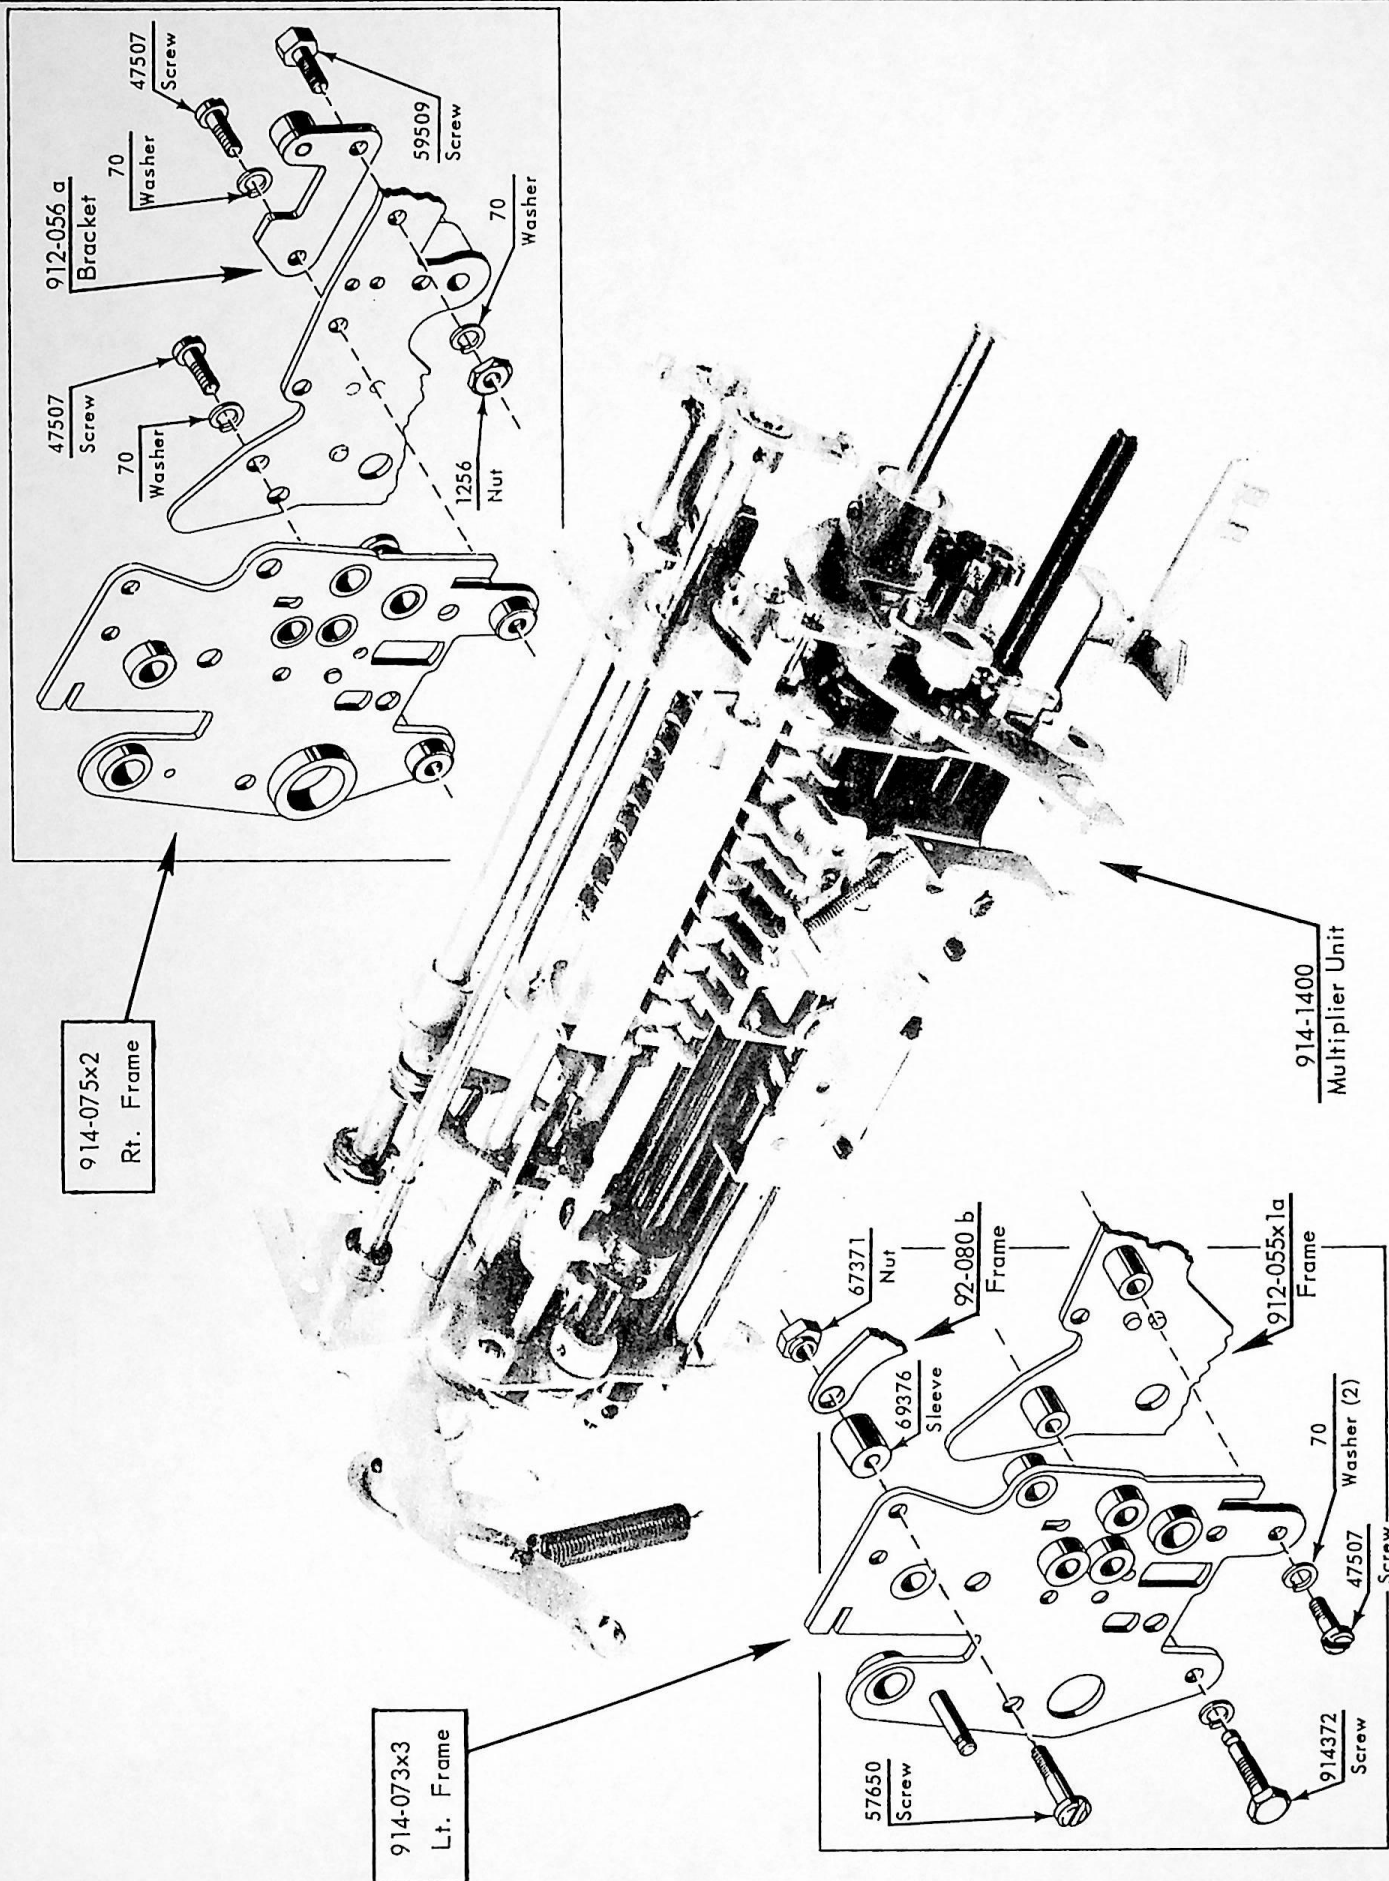 47507
Screw
70
Washer
912-056 a
Bracket
59509
Screw
70
Washer
47507
Screw
70
Washer
1256
Nut
914-075x2
Rt. Frame
914-1400
Multiplier Unit
67371
Nut
92-080 b
Frame
69376
Sleeve
912-055x1a
Frame
70
Washer (2)
47507
Screw
914-073x3
Lt. Frame
57650
Screw
914372
Screw